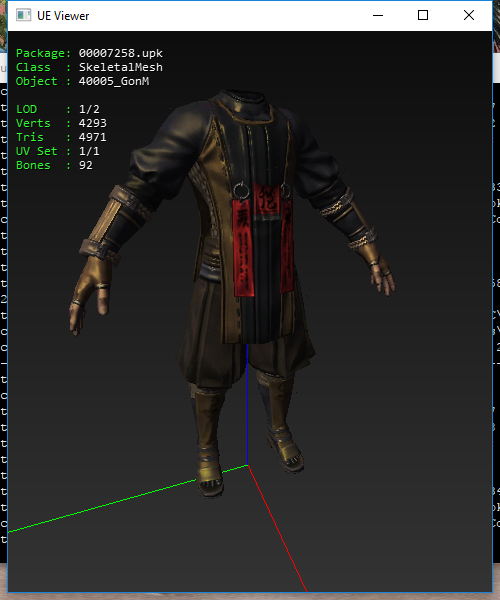 UE Viewer
Package: 00007258.upk
Class : SkeletalMesh
Object : 40005_GonM
LOD : 1/2
Verts : 4293
Tris : 4971
UV Set : 1/1
Bones : 92